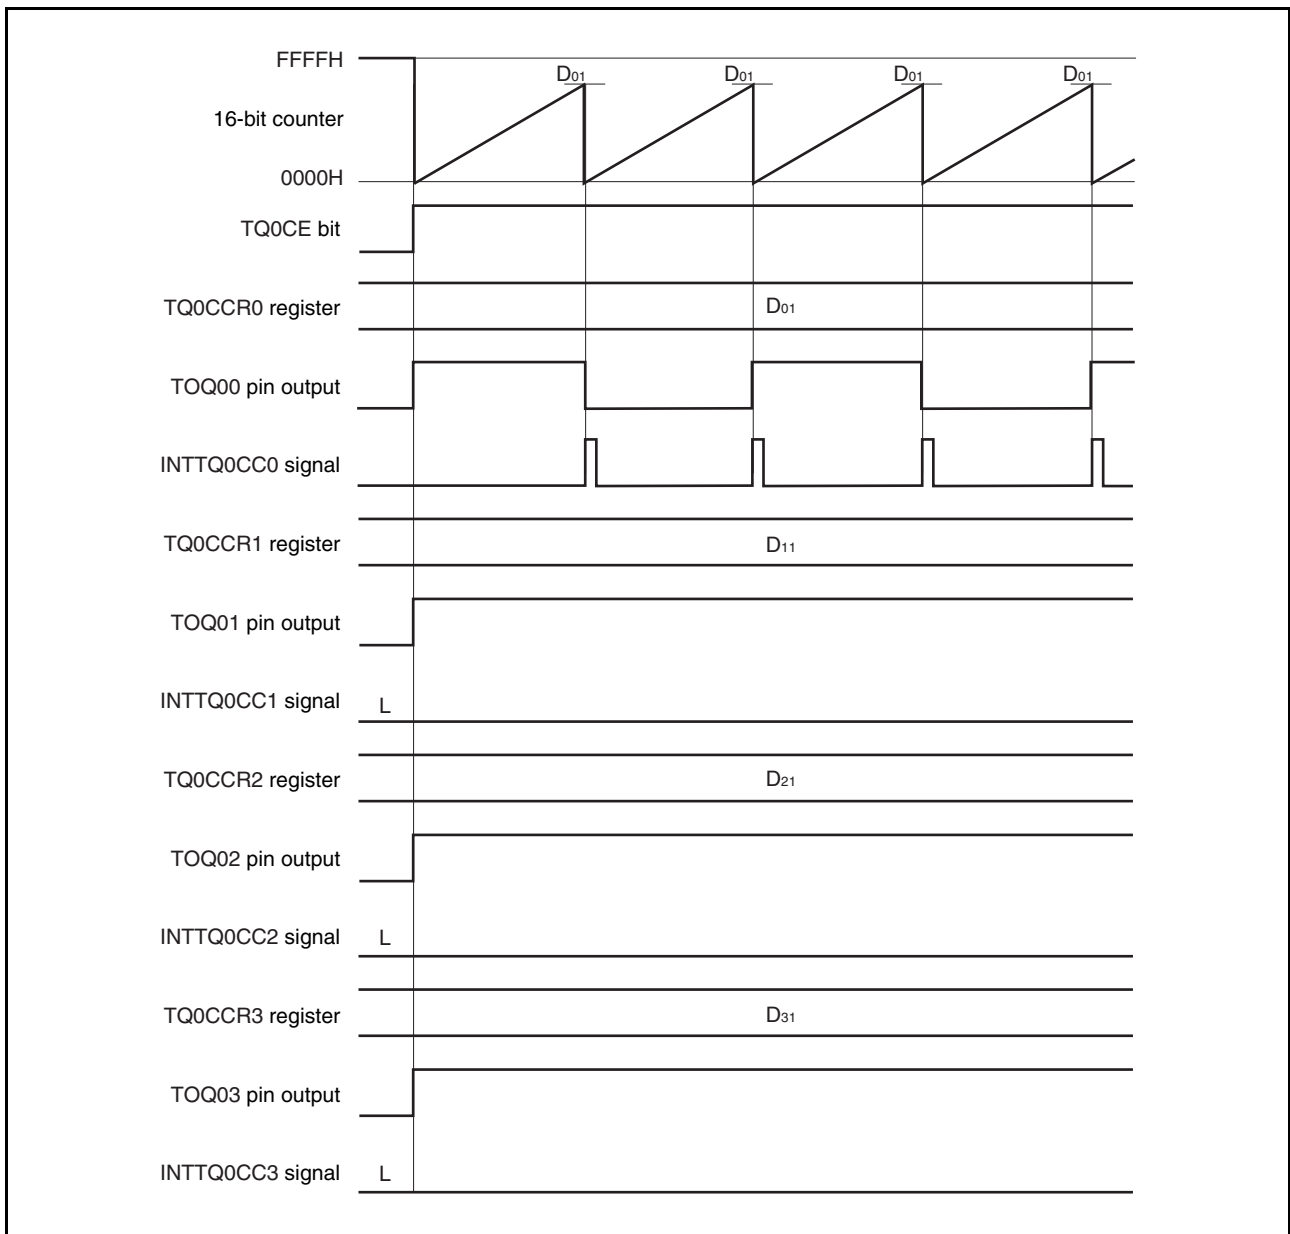 FFFFH
D01 D01 D01 D01
16-bit counter
0000H
TQ0CE bit
TQ0CCR0 register D01
TOQ00 pin output
INTTQ0CC0 signal
TQ0CCR1 register D11
TOQ01 pin output
INTTQ0CC1 signal L
TQ0CCR2 register D21
TOQ02 pin output
INTTQ0CC2 signal L
TQ0CCR3 register D31
TOQ03 pin output
INTTQ0CC3 signal L